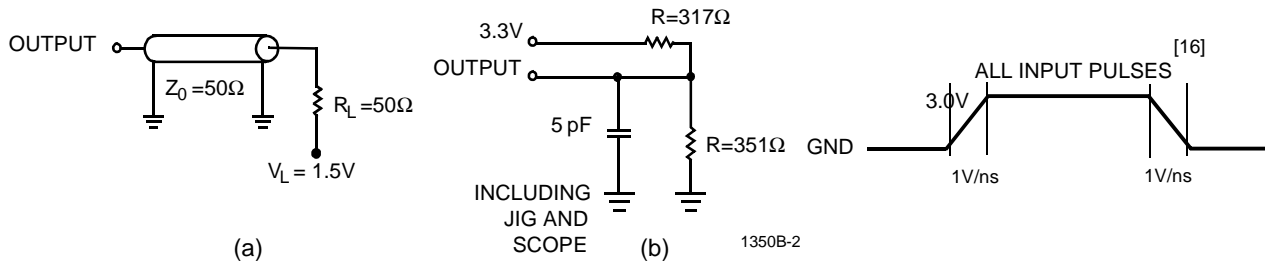 OUTPUT
Z0=50Ω
RL=50Ω
VL= 1.5V
(a)
R=317Ω
3.3V
OUTPUT
5 pF
R=351Ω
INCLUDING
JIG AND
SCOPE
(b)
1350B-2
[16]
ALL INPUT PULSES
3.0V
GND
1V/ns
1V/ns